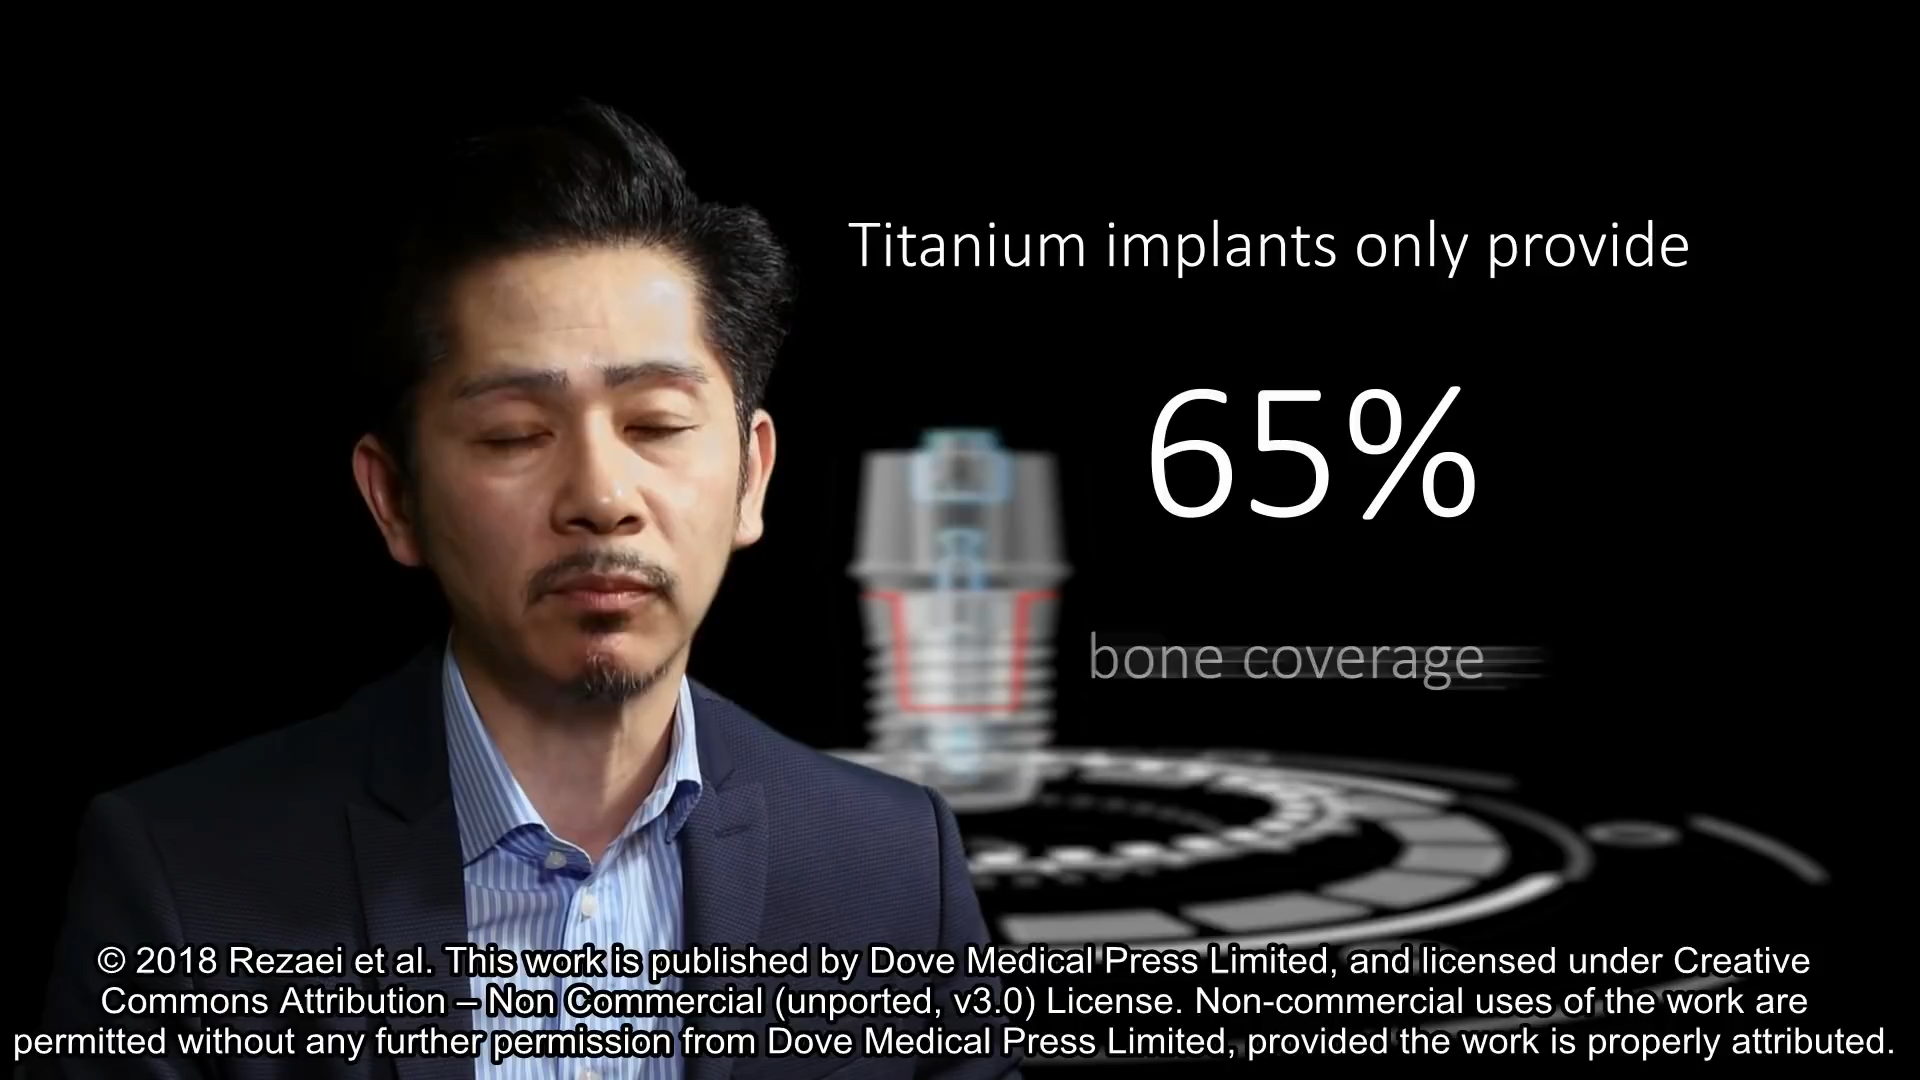 Titanium implants only provide
65%
bone coverage
© 2018 Rezaei et al. This work is published by Dove Medical Press Limited, and licensed under Creative
Commons Attribution – Non Commercial (unported, v3.0) License. Non-commercial uses of the work are
permitted without any further permission from Dove Medical Press Limited, provided the work is properly attributed.